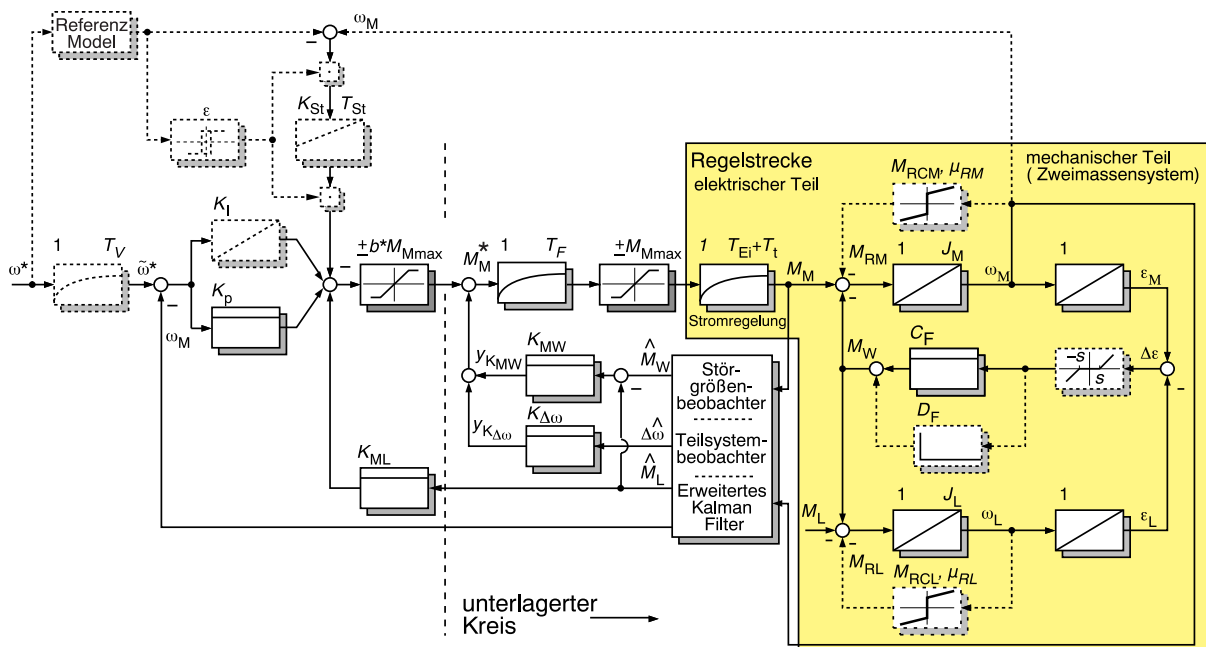 Referenz
Model
ω_M
K_St T_St
ε
K_I
1 T_V
ω*
ω̃*
K_p
ω_M
±b*M_Mmax
M_M*
1 T_F
±M_Mmax
Regelstrecke
elektrischer Teil
mechanischer Teil
( Zweimassensystem)
M_RCM, μ_RM
1 T_Ei+T_t
Stromregelung
M_M
M_RM
1 J_M
ω_M
1
ε_M
y_KMW
K_MW
M̂_W
Stör-
größen-
beobachter
M_W
C_F
-s
s
Δε
y_KΔω
K_Δω
Δω̂
Teilsystem-
beobachter
D_F
K_ML
M̂_L
Erweitertes
Kalman
Filter
M_L
1 J_L
ω_L
1
ε_L
M_RL
M_RCL, μ_RL
unterlagerter
Kreis